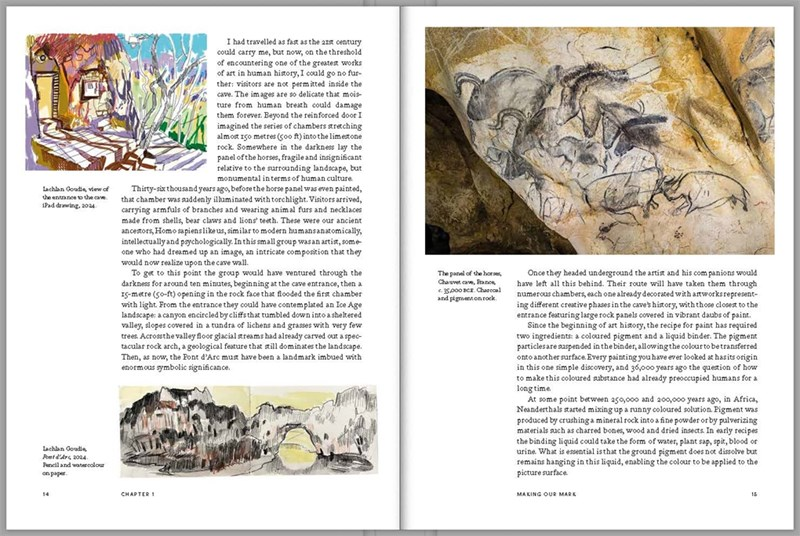 I had travelled as fast as the 21st century
could carry me, but now, on the threshold
of encountering one of the greatest works
of art in human history, I could go no fur-
ther: visitors are not permitted inside the
cave. The images are so delicate that mois-
ture from human breath could damage
them forever. Beyond the reinforced door I
imagined the series of chambers stretching
almost 150 metres (500 ft) into the limestone
rock. Somewhere in the darkness lay the
panel of the horses, fragile and insignificant
relative to the surrounding landscape, but
monumental in terms of human culture.
Lachlan Goudie, view of
the entrance to the cave.
iPad drawing, 2024.
Thirty-six thousand years ago, before the horse panel was even painted,
that chamber was suddenly illuminated with torchlight. Visitors arrived,
carrying armfuls of branches and wearing animal furs and necklaces
made from shells, bear claws and lions' teeth. These were our ancient
ancestors, Homo sapiens like us, similar to modern humans anatomically,
intellectually and psychologically. In this small group was an artist, some-
one who had dreamed up an image, an intricate composition that they
would now realize upon the cave wall.
To get to this point the group would have ventured through the
darkness for around ten minutes, beginning at the cave entrance, then a
15-metre (50-ft) opening in the rock face that flooded the first chamber
with light. From the entrance they could have contemplated an Ice Age
landscape: a canyon encircled by cliffs that tumbled down into a sheltered
valley, slopes covered in a tundra of lichens and grasses with very few
trees. Across the valley floor glacial streams had already carved out a spec-
tacular rock arch, a geological feature that still dominates the landscape.
Then, as now, the Pont d'Arc must have been a landmark imbued with
enormous symbolic significance.
Lachlan Goudie,
Pont d'Arc, 2024.
Pencil and watercolour
on paper.
14
CHAPTER 1
The panel of the horses,
Chauvet cave, France,
c. 35,000 BCE. Charcoal
and pigment on rock.
Once they headed underground the artist and his companions would
have left all this behind. Their route will have taken them through
numerous chambers, each one already decorated with artworks represent-
ing different creative phases in the cave's history, with those closest to the
entrance featuring large rock panels covered in vibrant daubs of paint.
Since the beginning of art history, the recipe for paint has required
two ingredients: a coloured pigment and a liquid binder. The pigment
particles are suspended in the binder, allowing the colour to be transferred
onto another surface. Every painting you have ever looked at has its origin
in this one simple discovery, and 36,000 years ago the question of how
to make this coloured substance had already preoccupied humans for a
long time.
At some point between 250,000 and 200,000 years ago, in Africa,
Neanderthals started mixing up a runny coloured solution. Pigment was
produced by crushing a mineral rock into a fine powder or by pulverizing
materials such as charred bones, wood and dried insects. In early recipes
the binding liquid could take the form of water, plant sap, spit, blood or
urine. What is essential is that the ground pigment does not dissolve but
remains hanging in this liquid, enabling the colour to be applied to the
picture surface.
MAKING OUR MARK
15